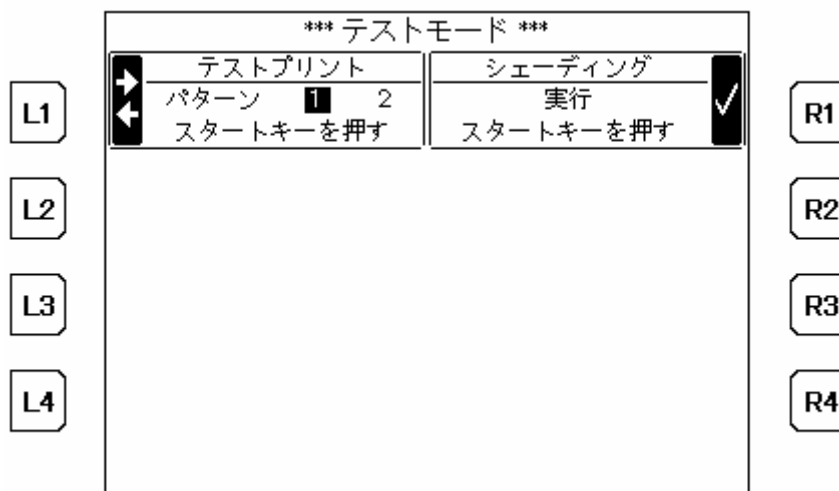 *** テストモード ***
テストプリント
パターン 1 2
スタートキーを押す
シェーディング
実行
スタートキーを押す
L1
L2
L3
L4
R1
R2
R3
R4